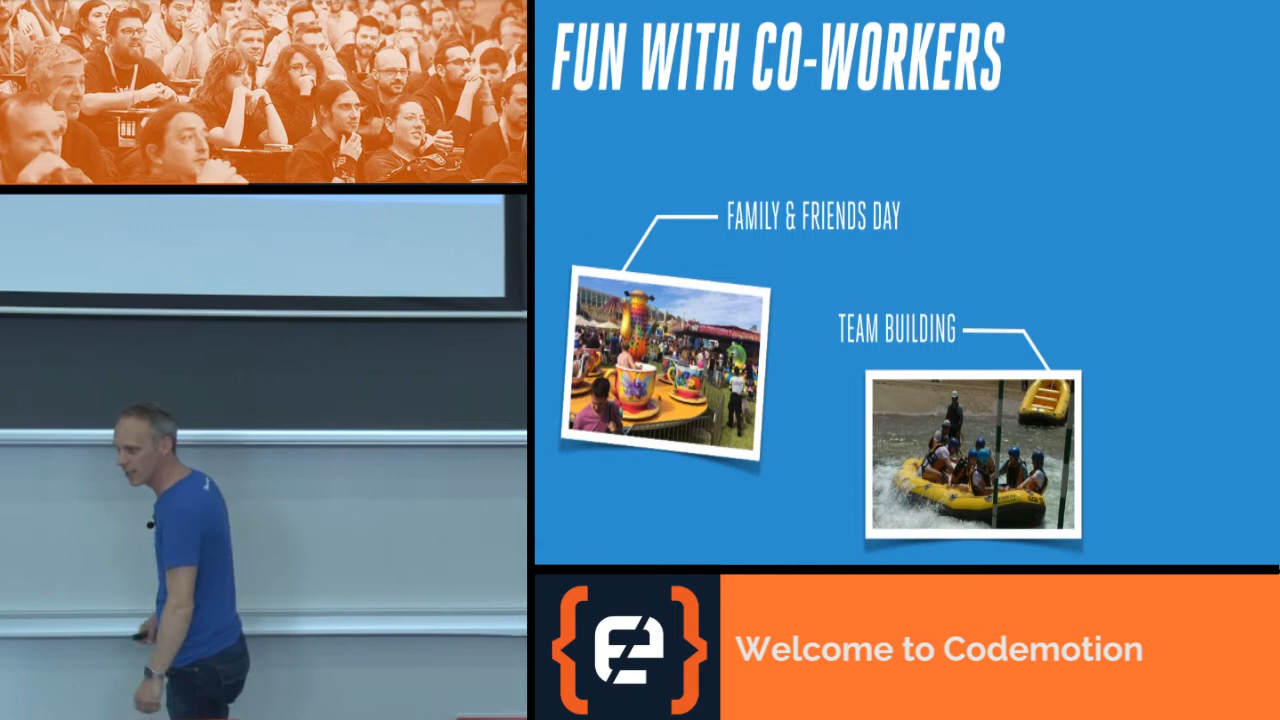 FUN WITH CO-WORKERS
FAMILY & FRIENDS DAY
TEAM BUILDING
Welcome to Codemotion